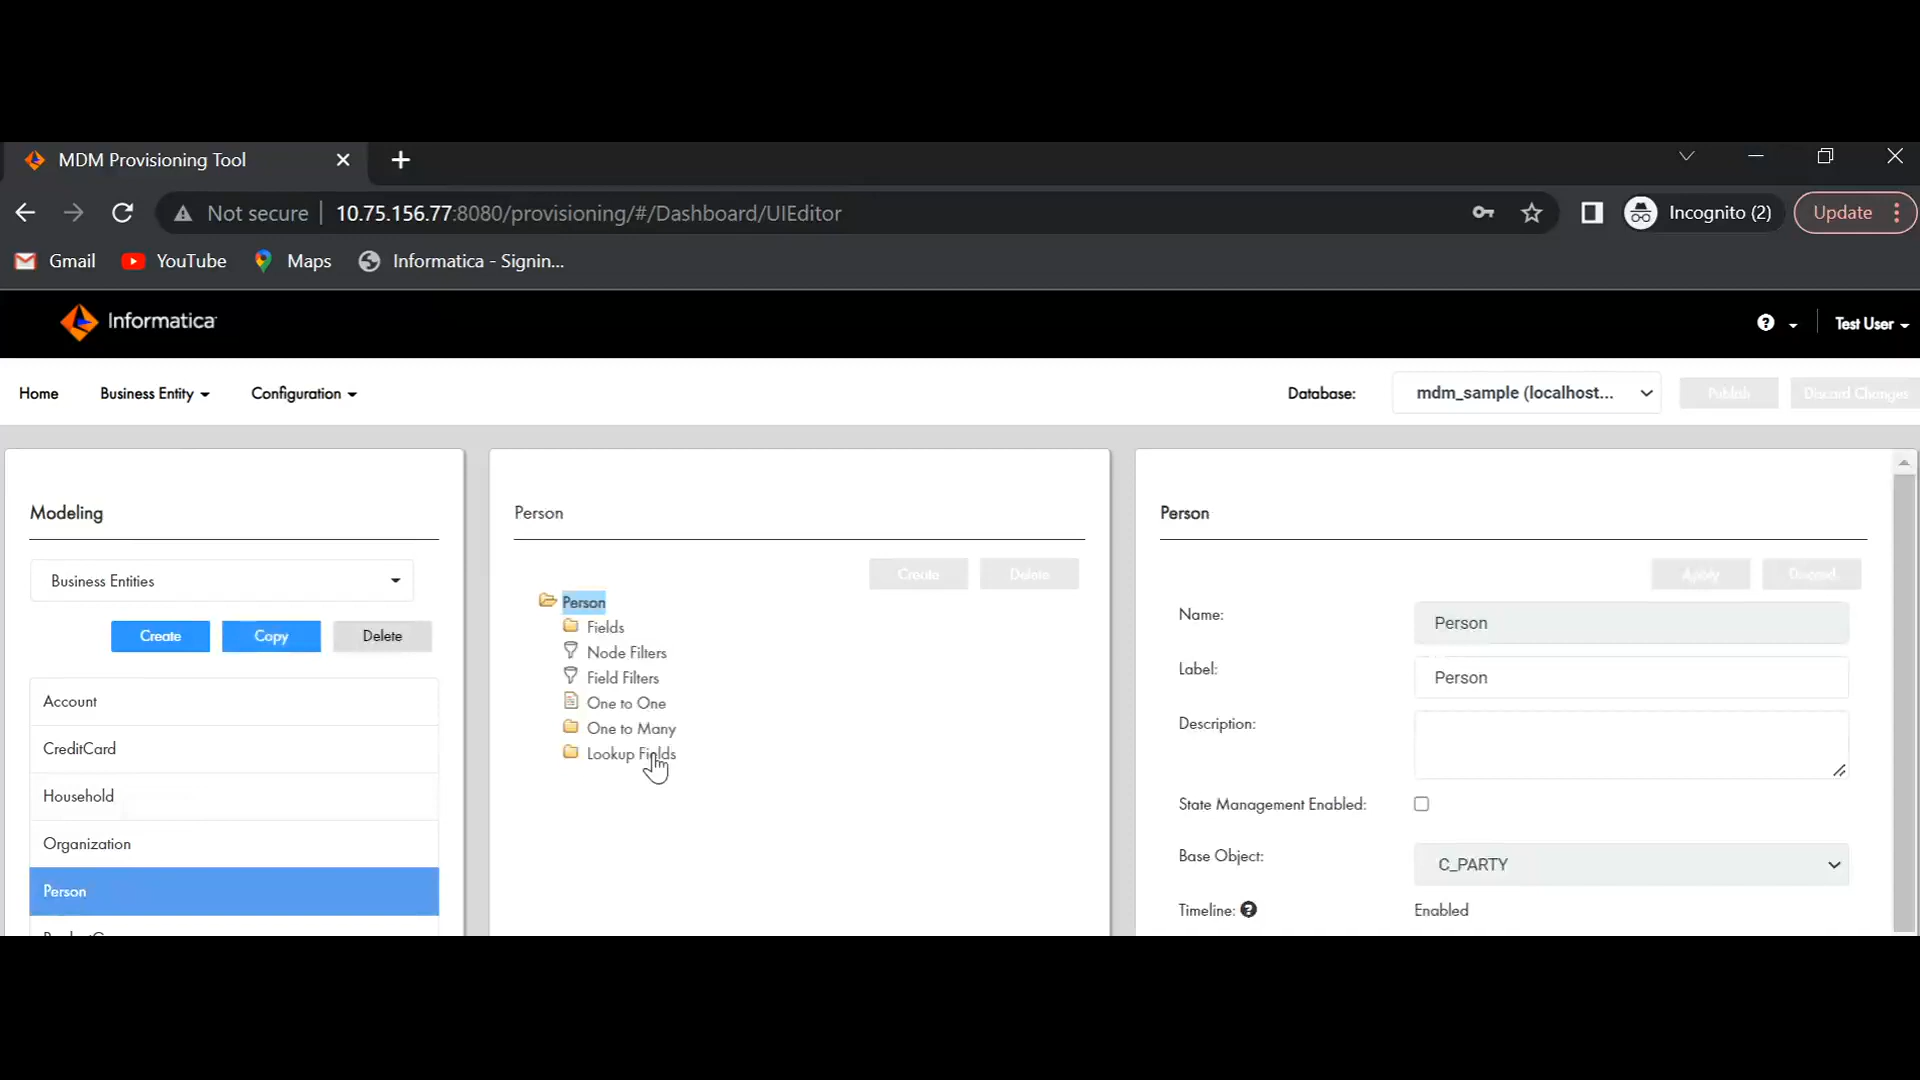 MDM Provisioning Tool
Not secure 10.75.156.77:8080/provisioning/#/Dashboard/UIEditor Incognito (2) Update
Gmail YouTube Maps Informatica - Signin...
Informatica Test User
Home Business Entity Configuration Database: mdm_sample (localhost... Publish Discard Changes
Modeling
Business Entities
Create Copy Delete
Account
CreditCard
Household
Organization
Person
Person
Create Delete
Person
Fields
Node Filters
Field Filters
One to One
One to Many
Lookup Fields
Person
Apply Discard
Name: Person
Label: Person
Description:
State Management Enabled:
Base Object: C_PARTY
Timeline: Enabled